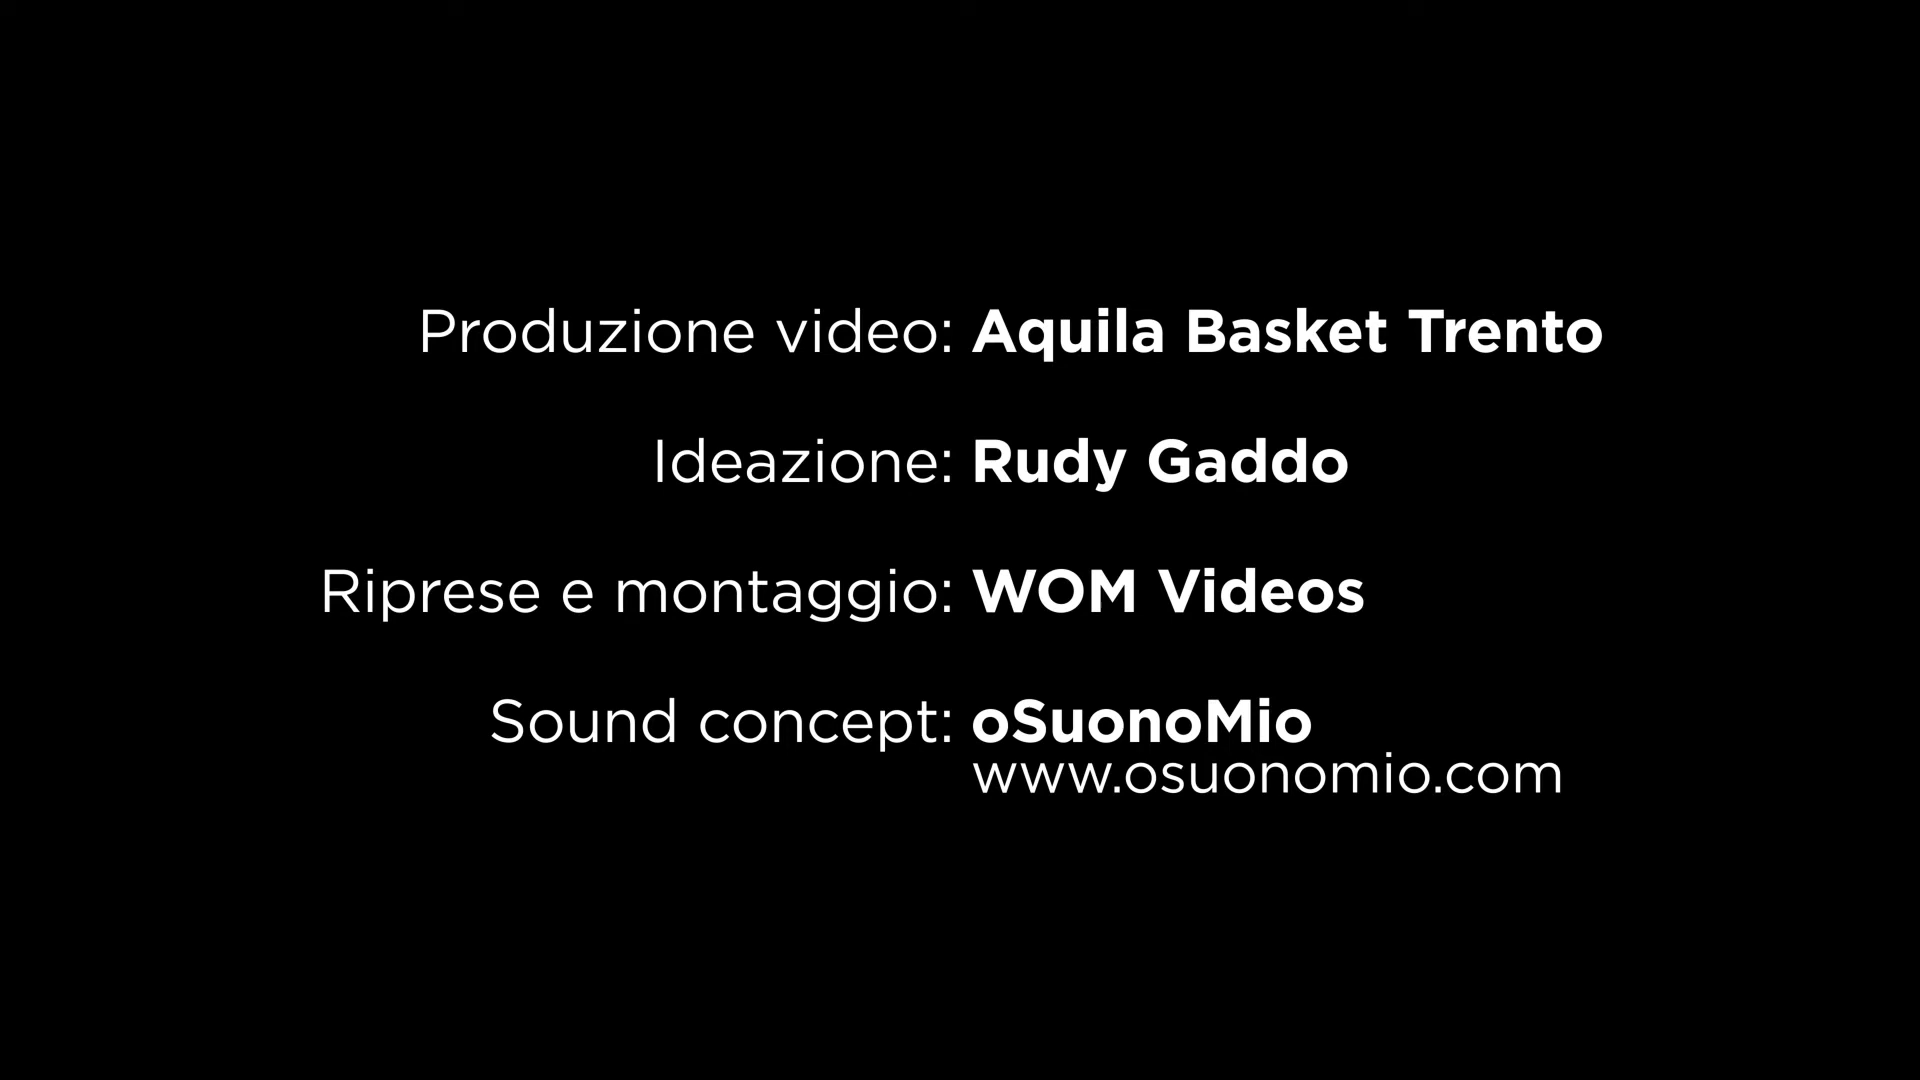 Produzione video: Aquila Basket Trento
Ideazione: Rudy Gaddo
Riprese e montaggio: WOM Videos
Sound concept: oSuonoMio
www.osuonomio.com